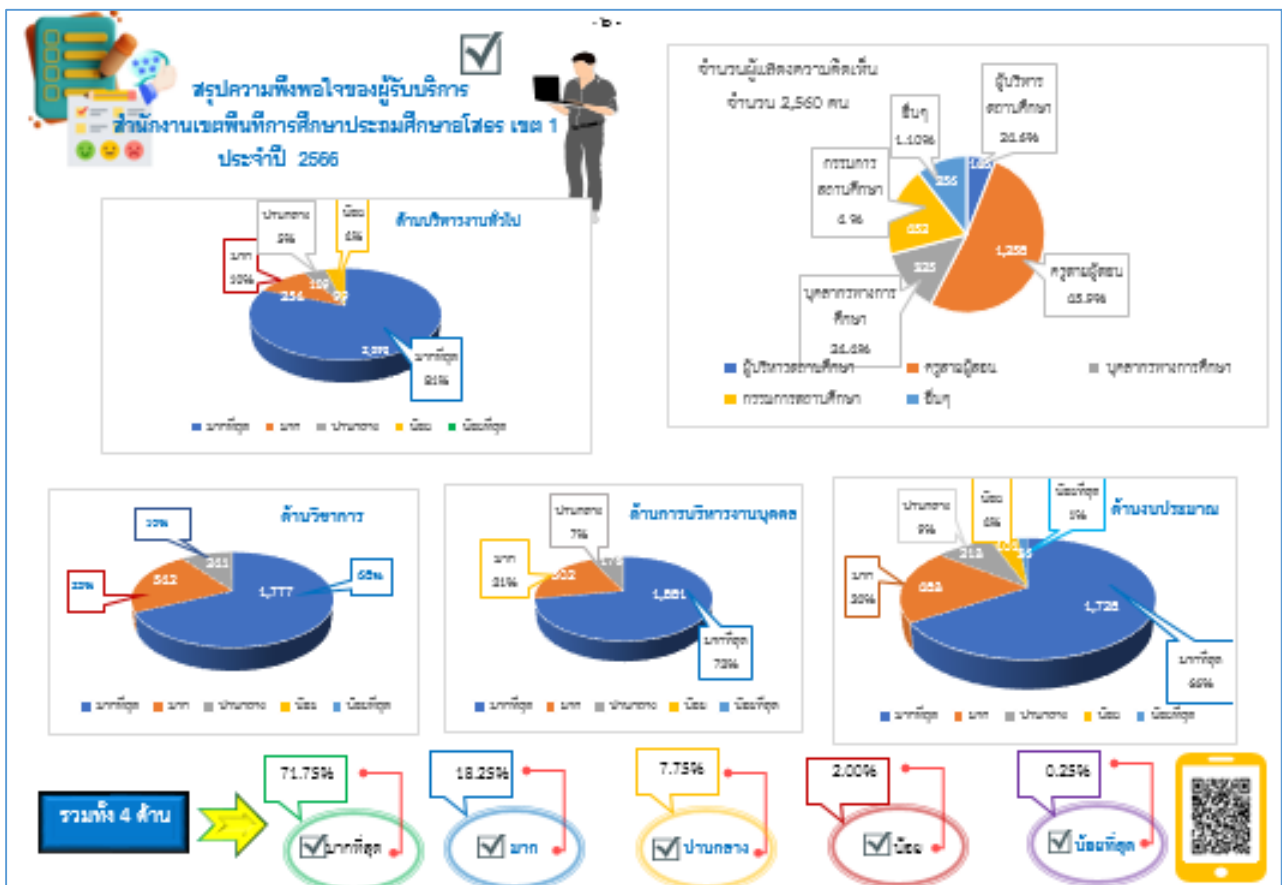 - ๒ -
สรุปความพึงพอใจของผู้รับบริการ
สำนักงานเขตพื้นที่การศึกษาประถมศึกษายโสธร เขต 1
ประจำปี 2566
จำนวนผู้แสดงความคิดเห็น
จำนวน 2,560 คน
ผู้บริหาร
สถานศึกษา
อื่นๆ
1.10%
256
กรรมการ
สถานศึกษา
1,258
ครูตามผู้สอน
บุคลากรทางการ
ศึกษา
ผู้บริหารสถานศึกษา
ครูตามผู้สอน
บุคลากรทางการศึกษา
กรรมการสถานศึกษา
อื่นๆ
ด้านบริหารงานทั่วไป
ปานกลาง
น้อย
มาก
10%
256
มากที่สุด
81%
มากที่สุด
มาก
ปานกลาง
น้อย
น้อยที่สุด
ด้านวิชาการ
10%
22%
562
1,777
68%
มากที่สุด
มาก
ปานกลาง
น้อย
น้อยที่สุด
ด้านการบริหารงานบุคคล
ปานกลาง
7%
มาก
1,881
มากที่สุด
มากที่สุด
มาก
ปานกลาง
น้อย
น้อยที่สุด
ด้านงบประมาณ
น้อยที่สุด
1%
น้อย
ปานกลาง
9%
218
มาก
20%
1,728
มากที่สุด
มากที่สุด
มาก
ปานกลาง
น้อย
น้อยที่สุด
รวมทั้ง 4 ด้าน
71.75%
มากที่สุด
18.25%
มาก
7.75%
ปานกลาง
2.00%
น้อย
0.25%
น้อยที่สุด